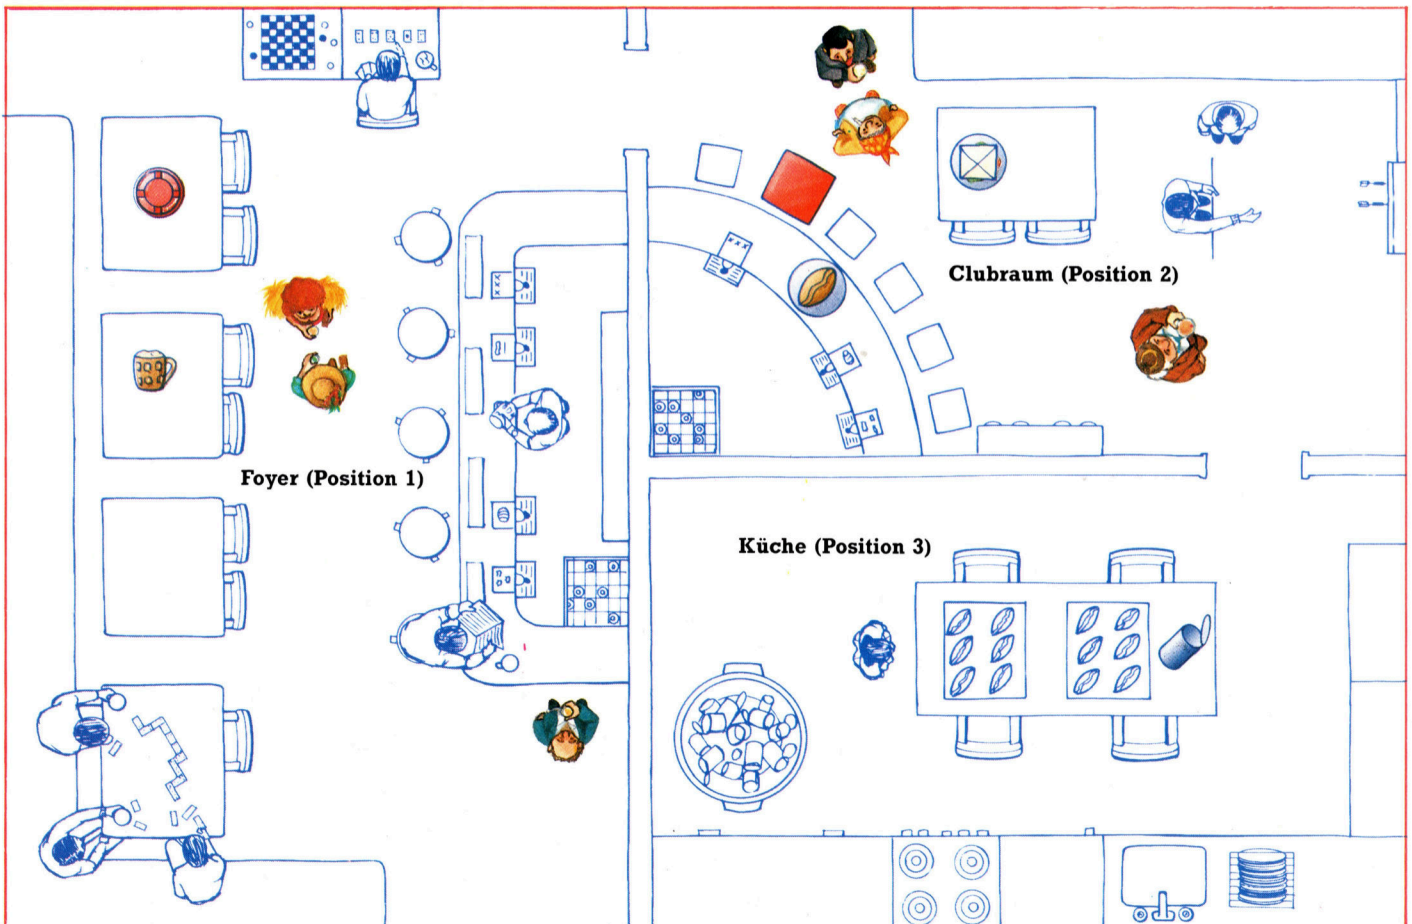 Clubraum (Position 2)
Foyer (Position 1)
Küche (Position 3)